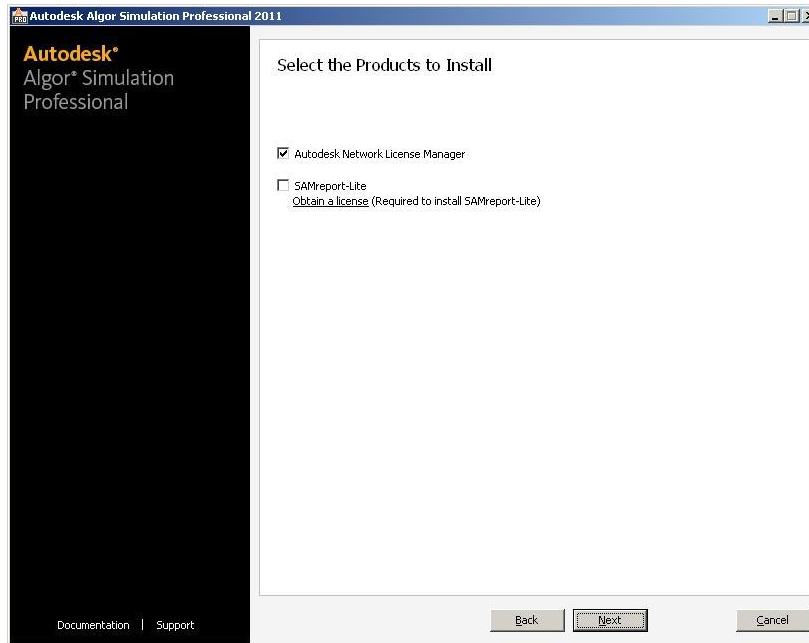 Autodesk Algor Simulation Professional 2011
Autodesk®
Algor® Simulation
Professional
Select the Products to Install
Autodesk Network License Manager
SAMreport-Lite
Obtain a license (Required to install SAMreport-Lite)
Documentation | Support
Back
Next
Cancel